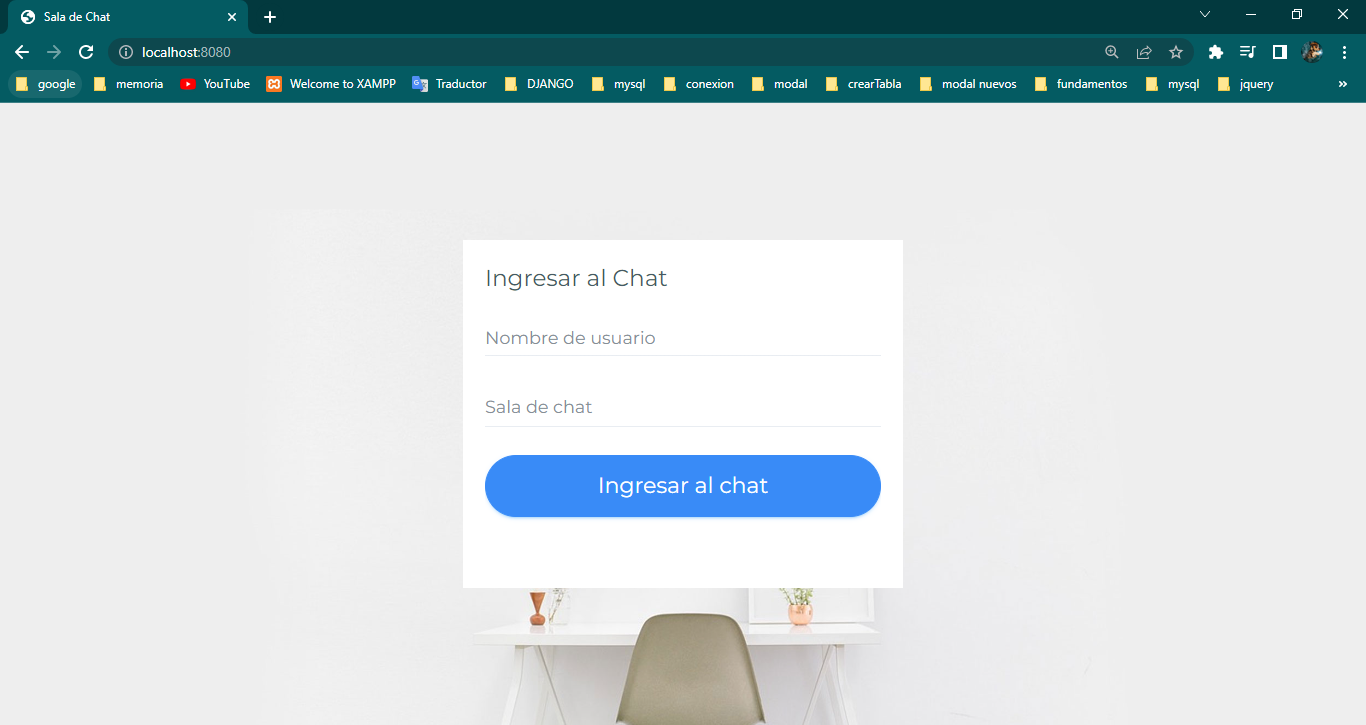 Sala de Chat
localhost:8080
google memoria YouTube Welcome to XAMPP Traductor DJANGO mysql conexion modal crearTabla modal nuevos fundamentos mysql jquery »
Ingresar al Chat
Nombre de usuario
Sala de chat
Ingresar al chat